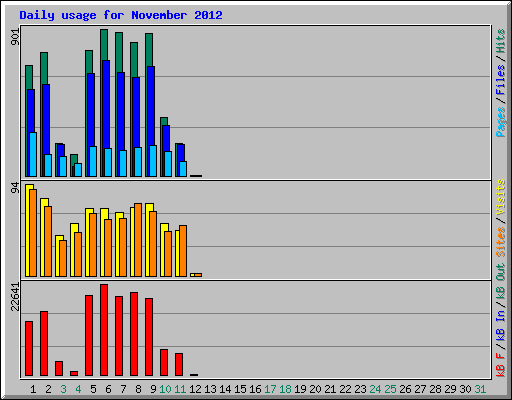 Daily usage for November 2012
901
94
22641
Pages / Files / Hits
Sites / Visits
kB F / kB In / kB Out
1 2 3 4 5 6 7 8 9 10 11 12 13 14 15 16 17 18 19 20 21 22 23 24 25 26 27 28 29 30 31